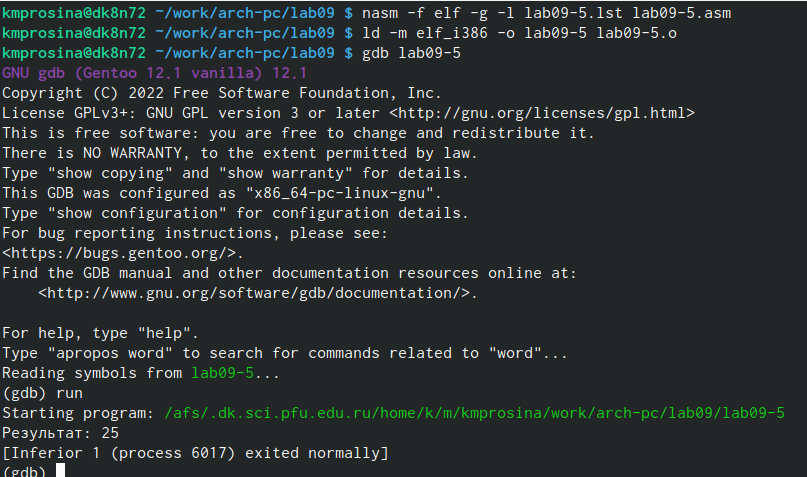 kmprosina@dk8n72 ~/work/arch-pc/lab09 $ nasm -f elf -g -l lab09-5.lst lab09-5.asm
kmprosina@dk8n72 ~/work/arch-pc/lab09 $ ld -m elf_i386 -o lab09-5 lab09-5.o
kmprosina@dk8n72 ~/work/arch-pc/lab09 $ gdb lab09-5
GNU gdb (Gentoo 12.1 vanilla) 12.1
Copyright (C) 2022 Free Software Foundation, Inc.
License GPLv3+: GNU GPL version 3 or later <http://gnu.org/licenses/gpl.html>
This is free software: you are free to change and redistribute it.
There is NO WARRANTY, to the extent permitted by law.
Type "show copying" and "show warranty" for details.
This GDB was configured as "x86_64-pc-linux-gnu".
Type "show configuration" for configuration details.
For bug reporting instructions, please see:
<https://bugs.gentoo.org/>.
Find the GDB manual and other documentation resources online at:
    <http://www.gnu.org/software/gdb/documentation/>.

For help, type "help".
Type "apropos word" to search for commands related to "word"...
Reading symbols from lab09-5...
(gdb) run
Starting program: /afs/.dk.sci.pfu.edu.ru/home/k/m/kmprosina/work/arch-pc/lab09/lab09-5
Результат: 25
[Inferior 1 (process 6017) exited normally]
(gdb)